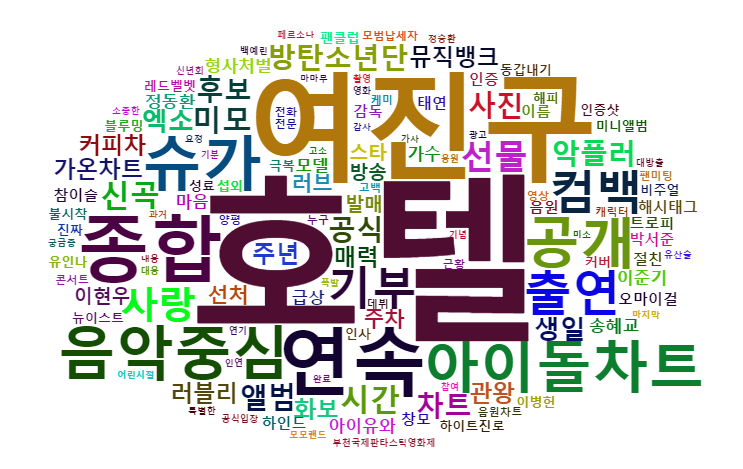 페르소나 팬클럽 모범납세자 정승환
백예린 방탄소년단 뮤직뱅크
신년회 형사처벌 마마무 촬영 인증 동갑내기
레드벨벳 후보 여진구 영화 케미 태연 사진 해피 이름 인증샷
정동환 엑소 미모 전화 전문 감독 미니앨범
소중한 블루밍 요정 감사 가사 광고 대방출
커피차 슈가 고소 스타 가수 응원 선물 악플러
가온차트 기분 극복 모델 방송 팬미팅
참이슬 신곡 성료 섭외 러브 고백 영상 컴백 비주얼
마음 발매 음원 캐릭터 해시태그
불시착 과거 양평 누구 공식 기념 트로피
진짜 종합 호텔 공개 미소 박서준
궁금증 주년 매력 커버 절친 유산슬
유인나 내용 대응 근황
콘서트 폭발 기부 출연 이준기
이현우 사랑 선처 급상 데뷔 오마이걸
뉴이스트 주차 마지막
연기 인사 생일 송혜교
음악중심 인연 연속 아이돌차트
어린시절 완료 참여
러블리 앨범 시간 차트 관왕 이병헌
특별한 공식입장 화보 창모 음원차트
하인드 아이유와 하이트진로
모모랜드 부천국제판타스틱영화제